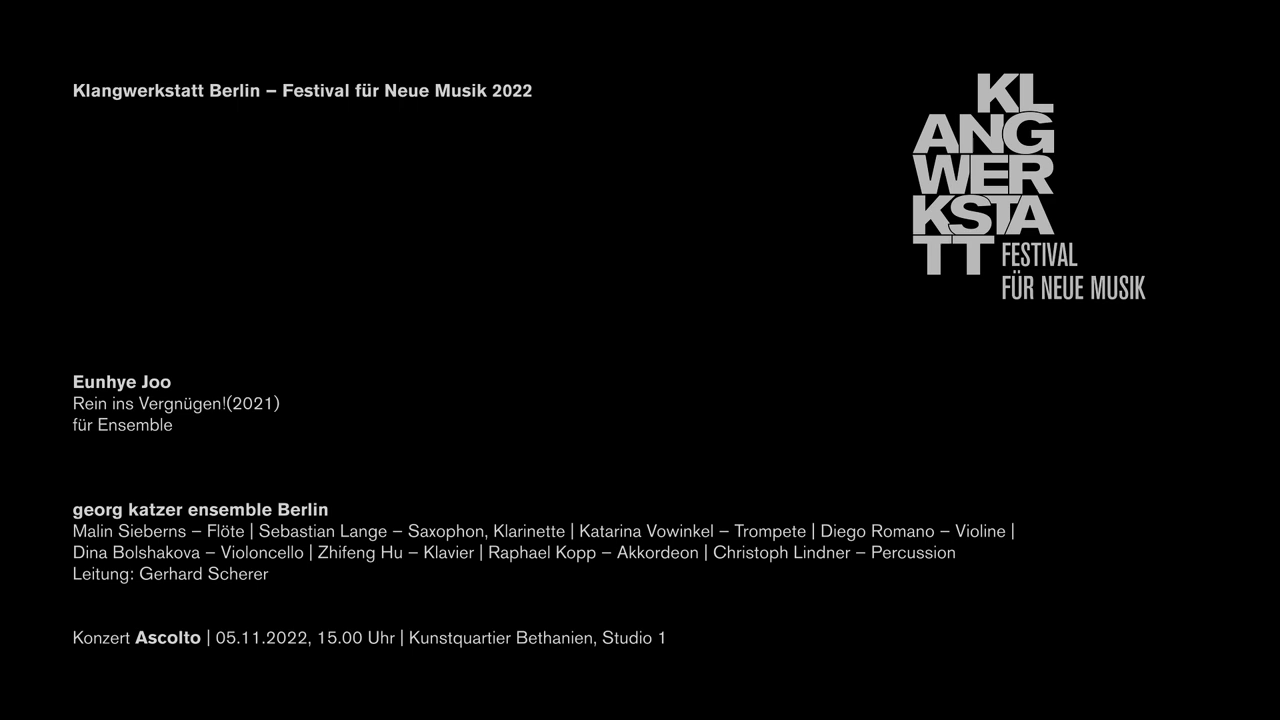 Klangwerkstatt Berlin – Festival für Neue Musik 2022
KL
ANG
WER
KSTA
TT
FESTIVAL
FÜR NEUE MUSIK
Eunhye Joo
Rein ins Vergnügen!(2021)
für Ensemble
georg katzer ensemble Berlin
Malin Sieberns – Flöte | Sebastian Lange – Saxophon, Klarinette | Katarina Vowinkel – Trompete | Diego Romano – Violine |
Dina Bolshakova – Violoncello | Zhifeng Hu – Klavier | Raphael Kopp – Akkordeon | Christoph Lindner – Percussion
Leitung: Gerhard Scherer
Konzert Ascolto | 05.11.2022, 15.00 Uhr | Kunstquartier Bethanien, Studio 1